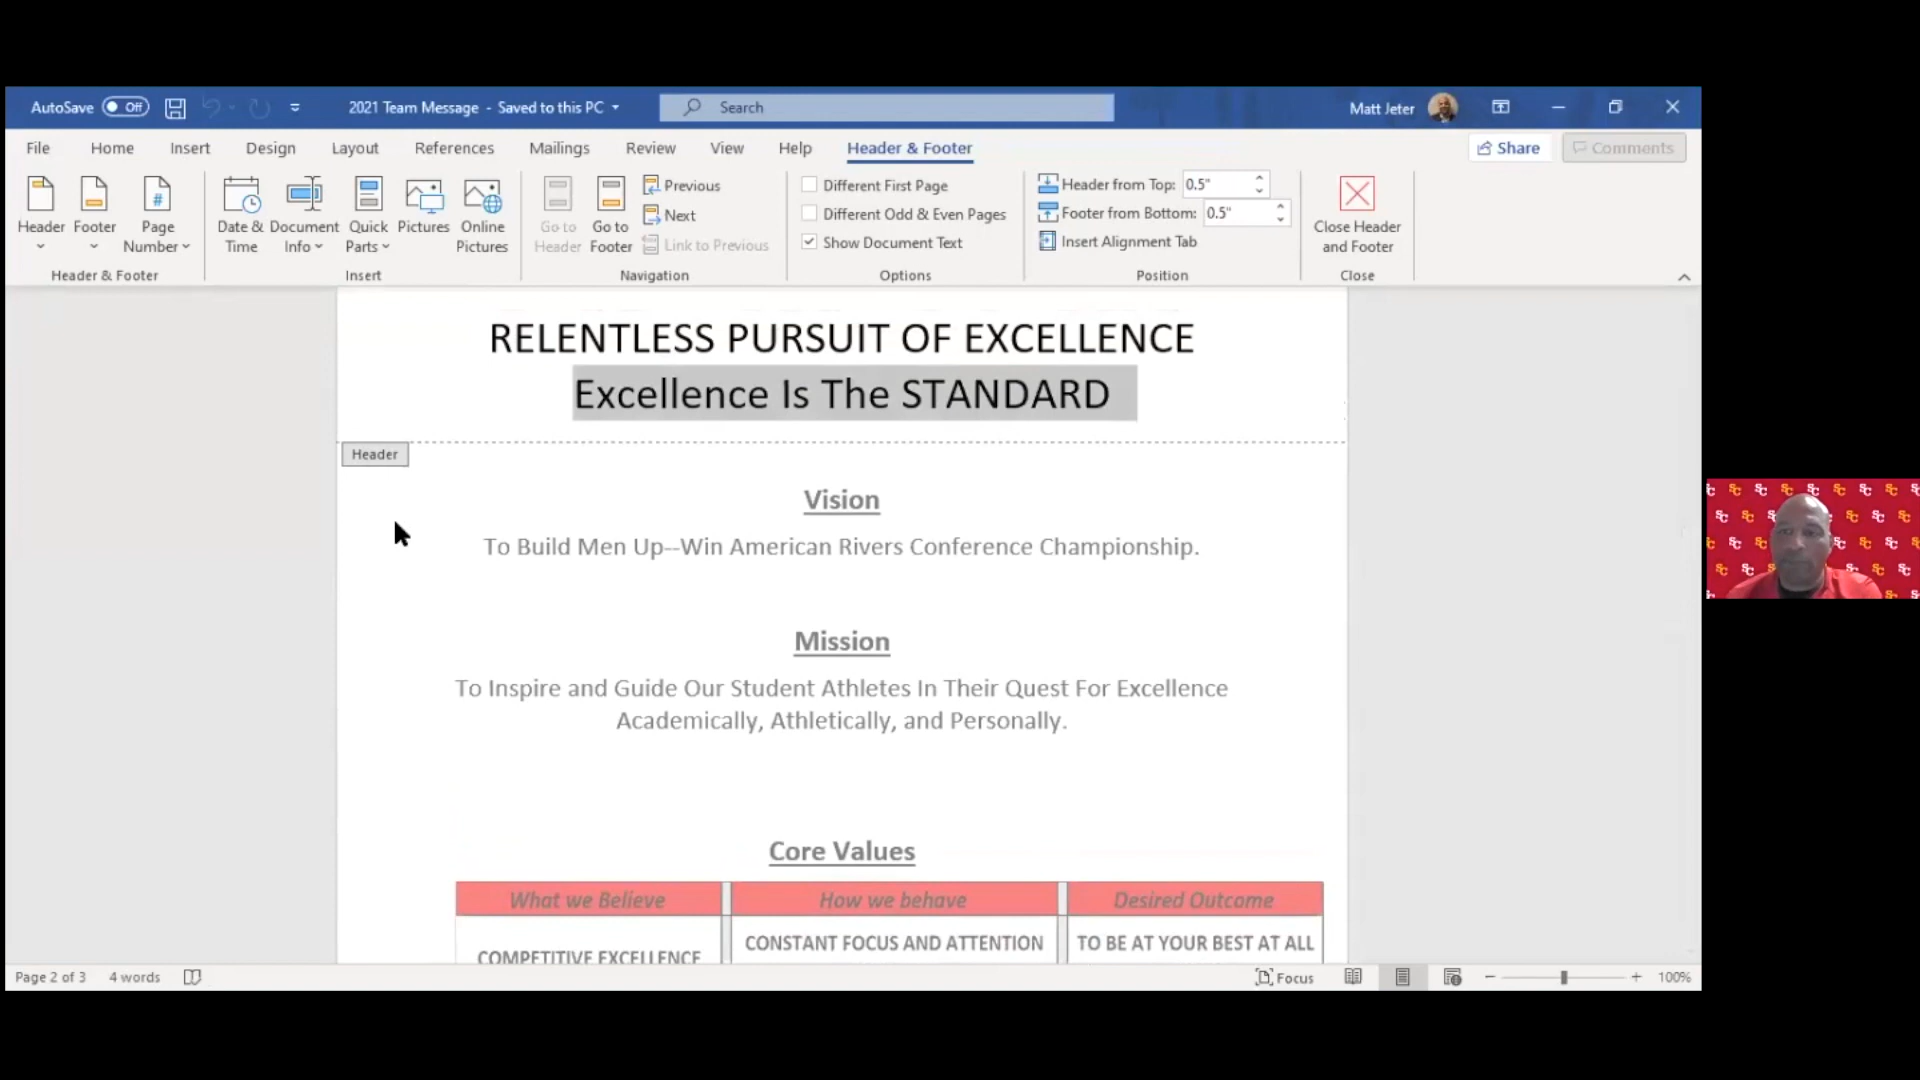 AutoSave Off 2021 Team Message - Saved to this PC Search Matt Jeter
File Home Insert Design Layout References Mailings Review View Help Header & Footer Share Comments
Header Footer Page Number Date & Time Document Info Quick Parts Pictures Online Pictures Go to Header Go to Footer Previous Next Link to Previous
Different First Page
Different Odd & Even Pages
Show Document Text
Header from Top: 0.5"
Footer from Bottom: 0.5"
Insert Alignment Tab
Close Header and Footer
Header & Footer Insert Navigation Options Position Close
RELENTLESS PURSUIT OF EXCELLENCE
Excellence Is The STANDARD
Header
Vision
To Build Men Up--Win American Rivers Conference Championship.
Mission
To Inspire and Guide Our Student Athletes In Their Quest For Excellence
Academically, Athletically, and Personally.
Core Values
What we Believe How we behave Desired Outcome
COMPETITIVE EXCELLENCE CONSTANT FOCUS AND ATTENTION TO BE AT YOUR BEST AT ALL
Page 2 of 3 4 words Focus 100%